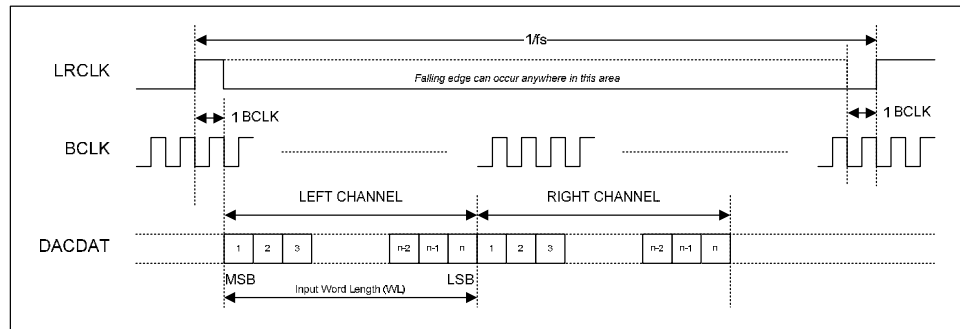 1/fs
LRCLK
Falling edge can occur anywhere in this area
1 BCLK
1 BCLK
BCLK
LEFT CHANNEL
RIGHT CHANNEL
DACDAT
1 2 3 n-2 n-1 n 1 2 3 n-2 n-1 n
MSB
LSB
Input Word Length (WL)